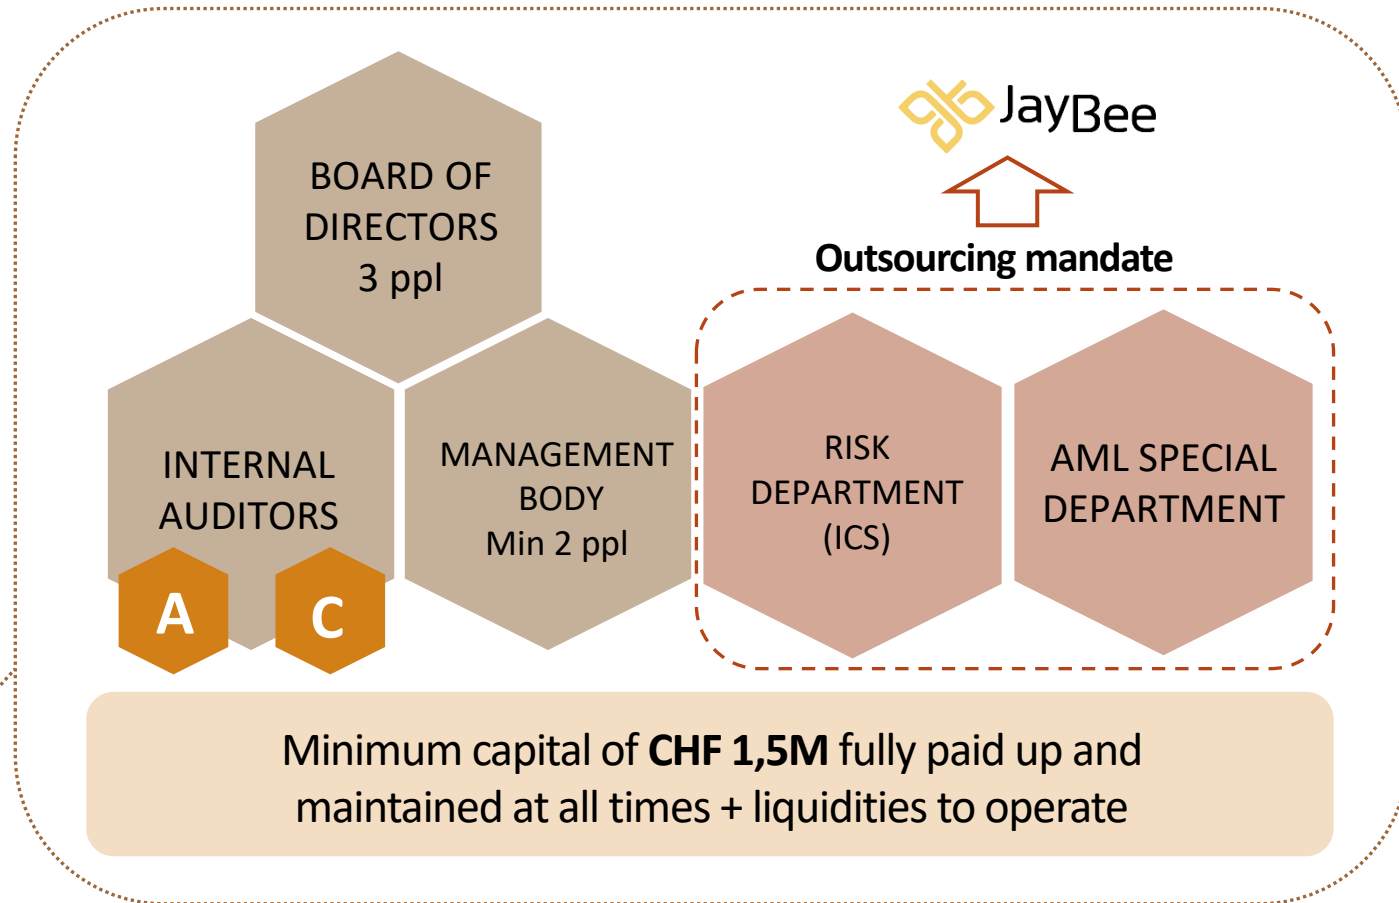 BOARD OF
DIRECTORS
3 ppl
JayBee
Outsourcing mandate
INTERNAL
AUDITORS
A
C
MANAGEMENT
BODY
Min 2 ppl
RISK
DEPARTMENT
(ICS)
AML SPECIAL
DEPARTMENT
Minimum capital of CHF 1,5M fully paid up and
maintained at all times + liquidities to operate